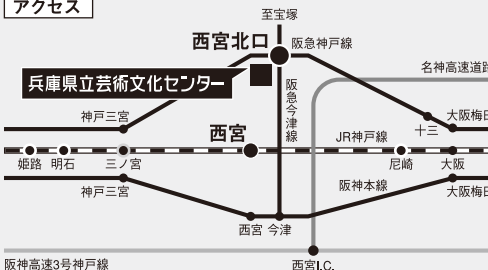 アクセス
至宝塚
西宮北口
阪急神戸線
兵庫県立芸術文化センター
阪急今津線
名神高速道路
神戸三宮
十三
大阪梅田
西宮
JR神戸線
姫路
明石
三ノ宮
尼崎
大阪
神戸三宮
阪神本線
大阪梅田
西宮
今津
阪神高速3号神戸線
西宮I.C.